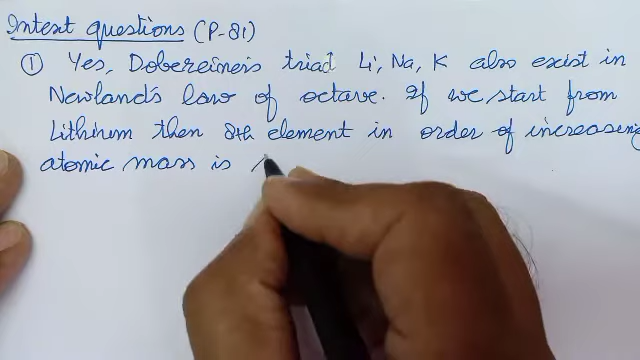 Intext questions (P-81)
① Yes, Dobereiner's triad Li, Na, K also exist in
Newland's law of octave. If we start from
Lithium then 8th element in order of increasing
atomic mass is